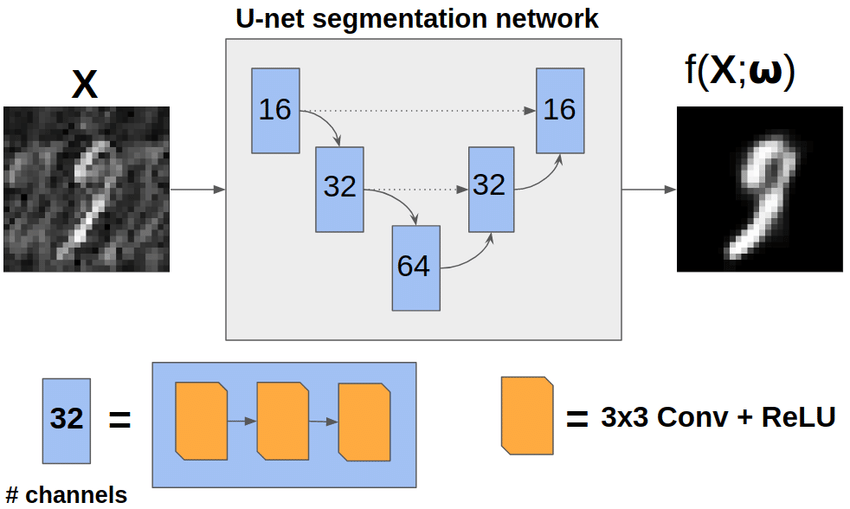 U-net segmentation network
X
f(X;ω)
16
16
32
32
64
32
=
= 3x3 Conv + ReLU
# channels